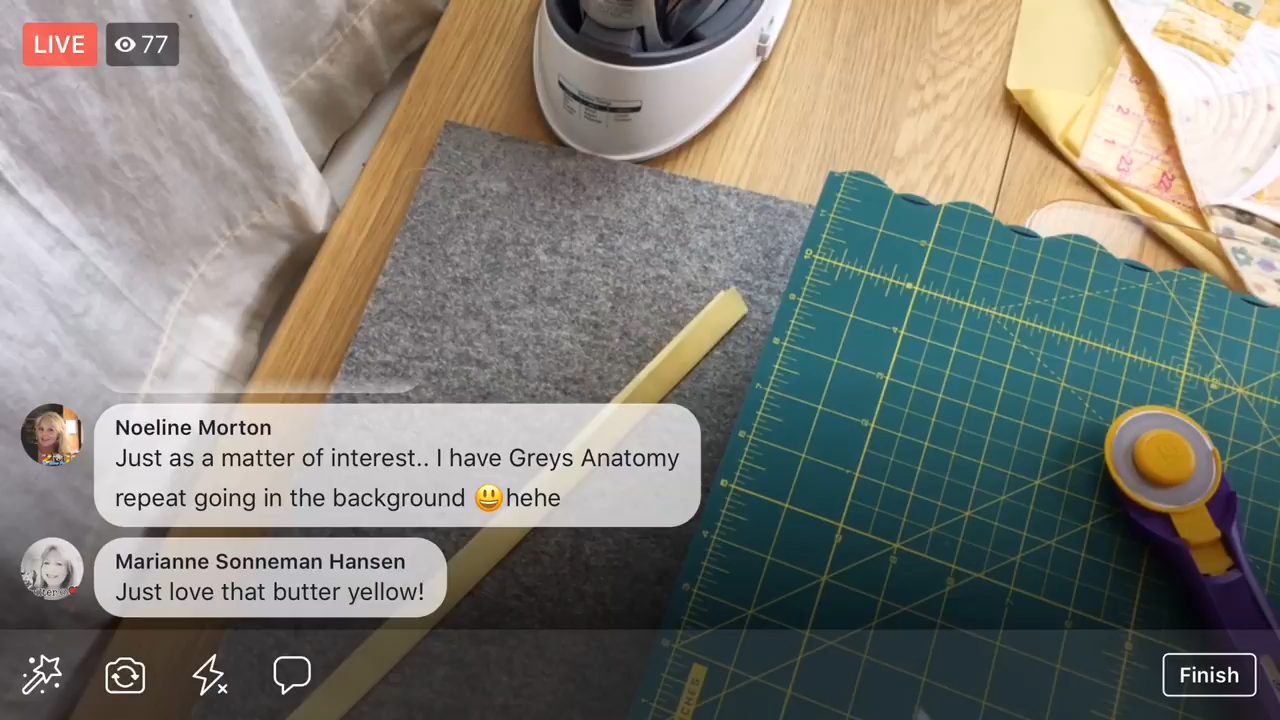 LIVE
77
Noeline Morton
Just as a matter of interest.. I have Greys Anatomy
repeat going in the background 😃hehe
Marianne Sonneman Hansen
Just love that butter yellow!
Finish